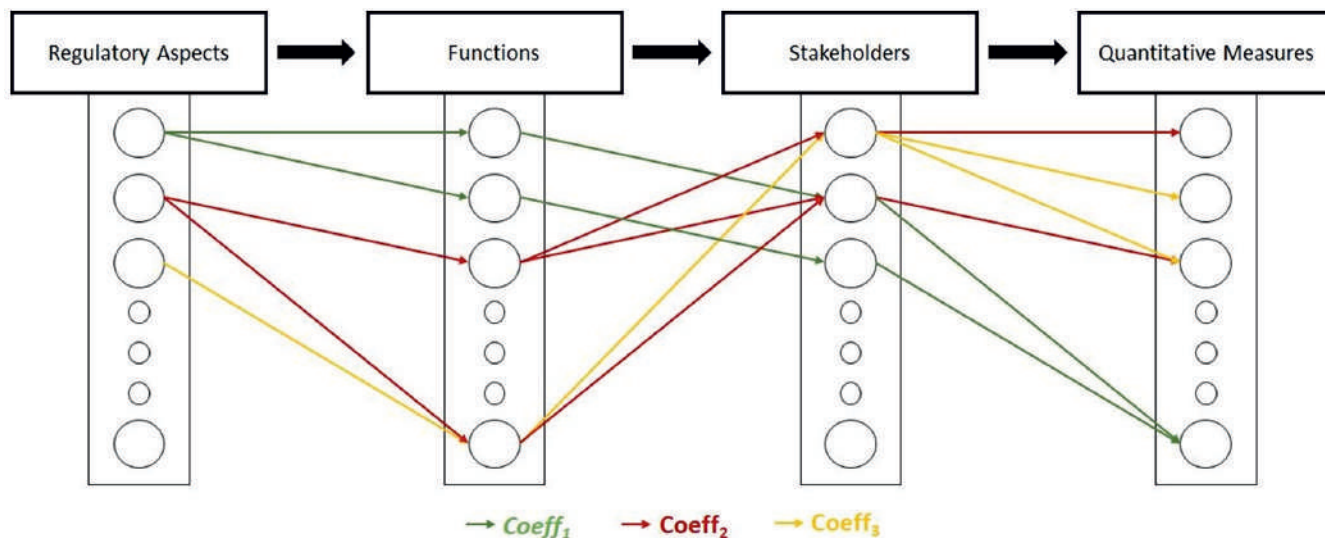 Regulatory Aspects
Functions
Stakeholders
Quantitative Measures
Coeff₁
Coeff₂
Coeff₃